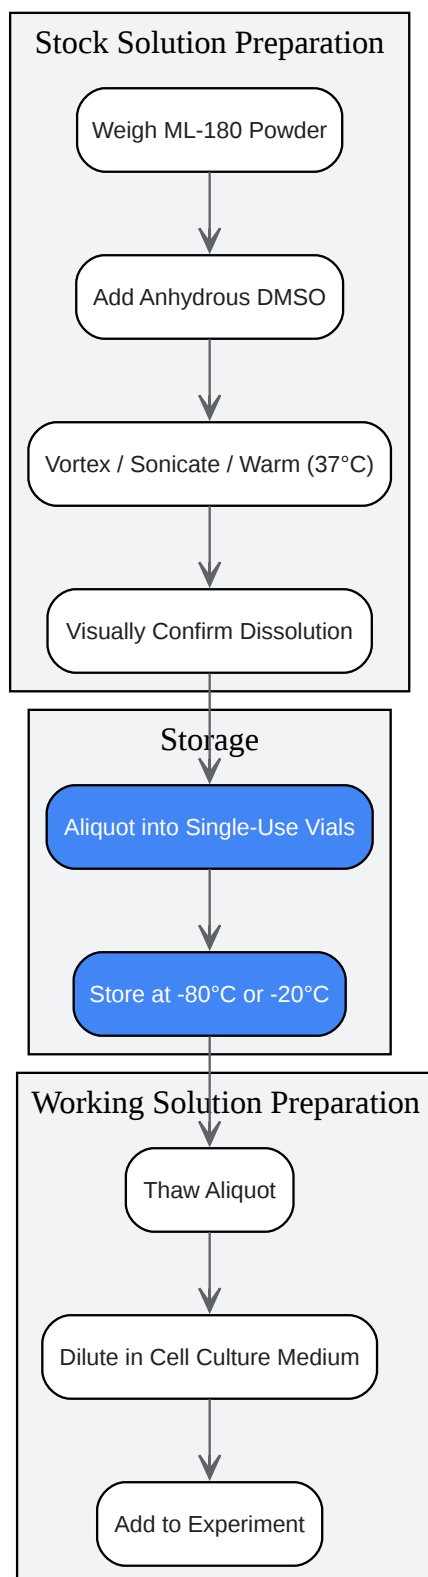 Stock Solution Preparation
Weigh ML-180 Powder
Add Anhydrous DMSO
Vortex / Sonicate / Warm (37°C)
Visually Confirm Dissolution
Storage
Aliquot into Single-Use Vials
Store at -80°C or -20°C
Working Solution Preparation
Thaw Aliquot
Dilute in Cell Culture Medium
Add to Experiment